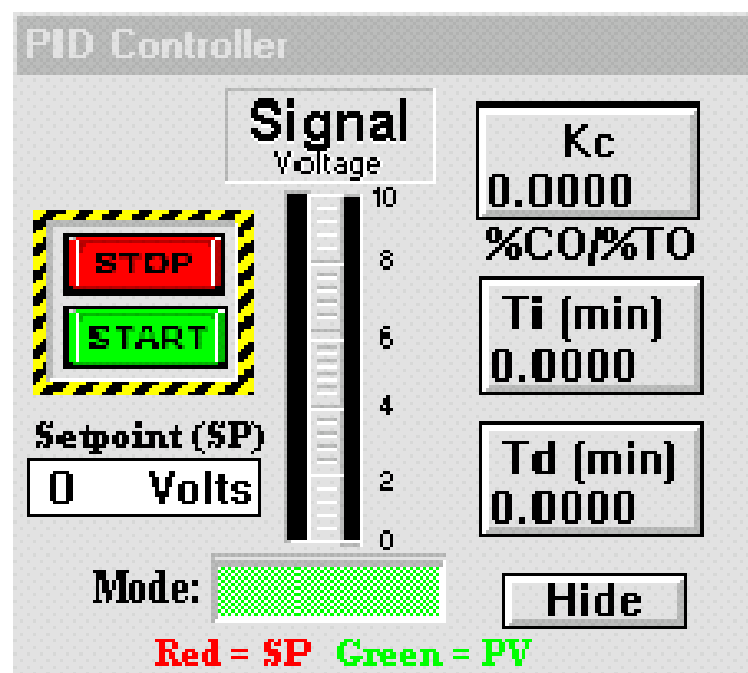 PID Controller
Signal
Voltage
10
8
6
4
2
0
STOP
START
Setpoint (SP)
0 Volts
Kc
0.0000
%CO/%TO
Ti (min)
0.0000
Td (min)
0.0000
Mode:
Hide
Red = SP Green = PV